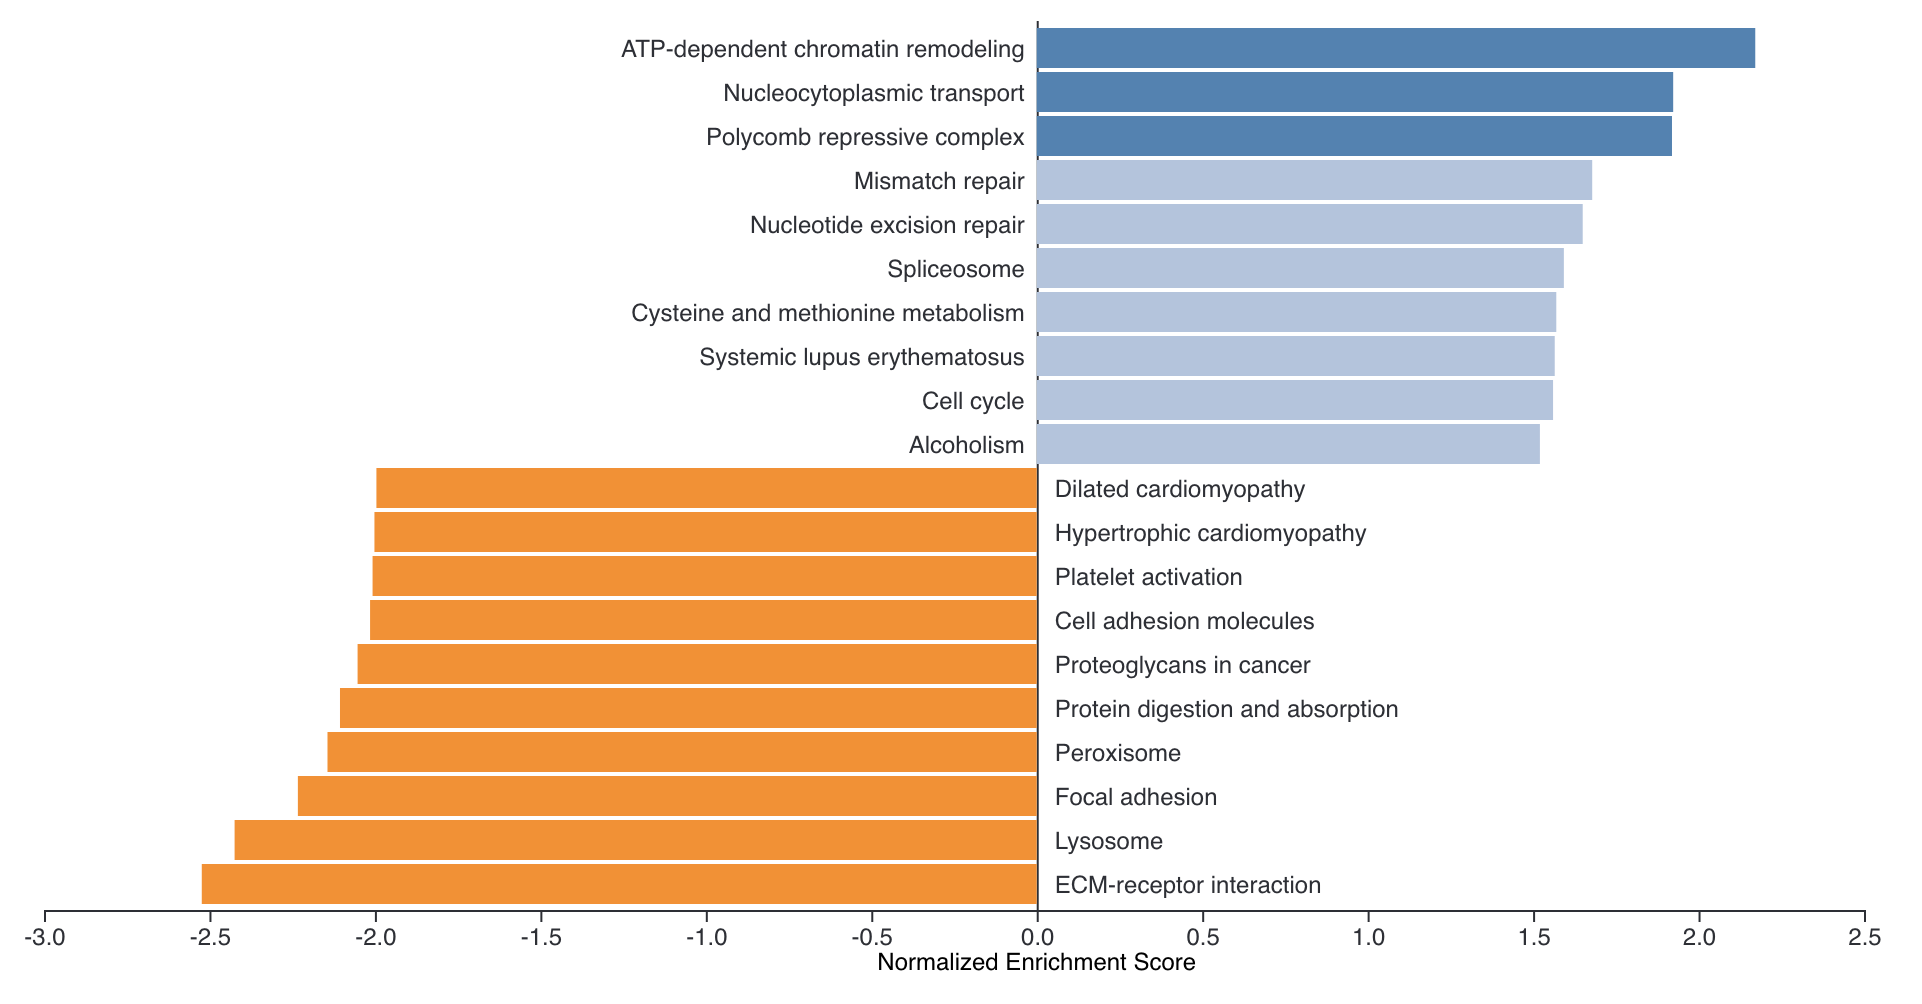 ATP-dependent chromatin remodeling
Nucleocytoplasmic transport
Polycomb repressive complex
Mismatch repair
Nucleotide excision repair
Spliceosome
Cysteine and methionine metabolism
Systemic lupus erythematosus
Cell cycle
Alcoholism
Dilated cardiomyopathy
Hypertrophic cardiomyopathy
Platelet activation
Cell adhesion molecules
Proteoglycans in cancer
Protein digestion and absorption
Peroxisome
Focal adhesion
Lysosome
ECM-receptor interaction
-3.0 -2.5 -2.0 -1.5 -1.0 -0.5 0.0 0.5 1.0 1.5 2.0 2.5
Normalized Enrichment Score